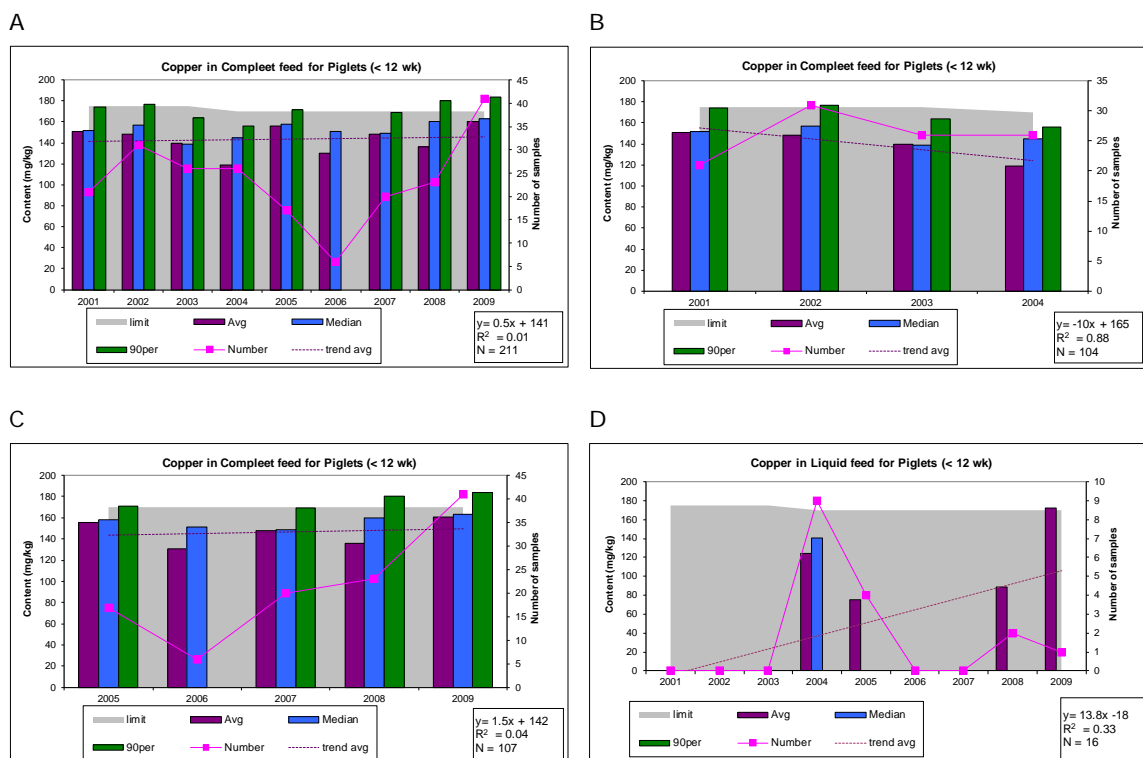 A
Copper in Compleet feed for Piglets (< 12 wk)
Content (mg/kg)
200
180
160
140
120
100
80
60
40
20
0
45
40
35
30
25
20
15
10
5
0
Number of samples
2001 2002 2003 2004 2005 2006 2007 2008 2009
limit Avg Median
90per Number trend avg
y= 0.5x + 141
R² = 0.01
N = 211
B
Copper in Compleet feed for Piglets (< 12 wk)
Content (mg/kg)
200
180
160
140
120
100
80
60
40
20
0
35
30
25
20
15
10
5
0
Number of samples
2001 2002 2003 2004
limit Avg Median
90per Number trend avg
y= -10x + 165
R² = 0.88
N = 104
C
Copper in Compleet feed for Piglets (< 12 wk)
Content (mg/kg)
200
180
160
140
120
100
80
60
40
20
0
45
40
35
30
25
20
15
10
5
0
Number of samples
2005 2006 2007 2008 2009
limit Avg Median
90per Number trend avg
y= 1.5x + 142
R² = 0.04
N = 107
D
Copper in Liquid feed for Piglets (< 12 wk)
Content (mg/kg)
200
180
160
140
120
100
80
60
40
20
0
10
9
8
7
6
5
4
3
2
1
0
Number of samples
2001 2002 2003 2004 2005 2006 2007 2008 2009
limit Avg Median
90per Number trend avg
y= 13.8x -18
R² = 0.33
N = 16